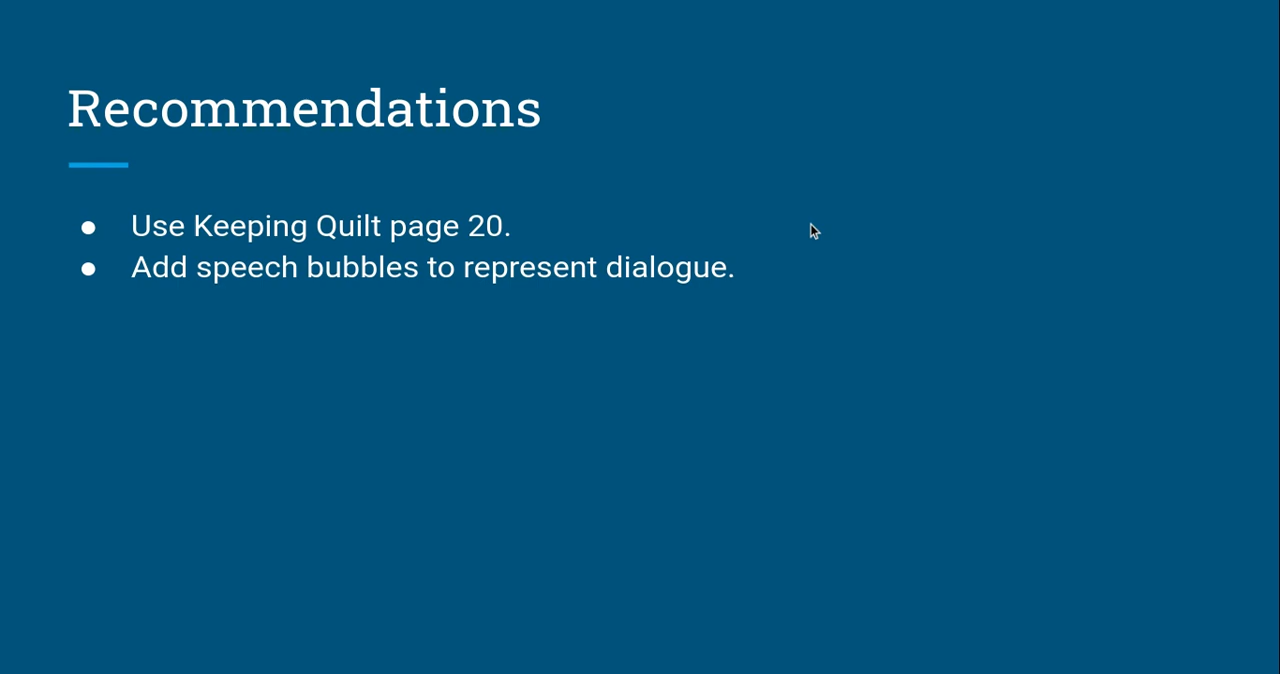 Recommendations
● Use Keeping Quilt page 20.
● Add speech bubbles to represent dialogue.